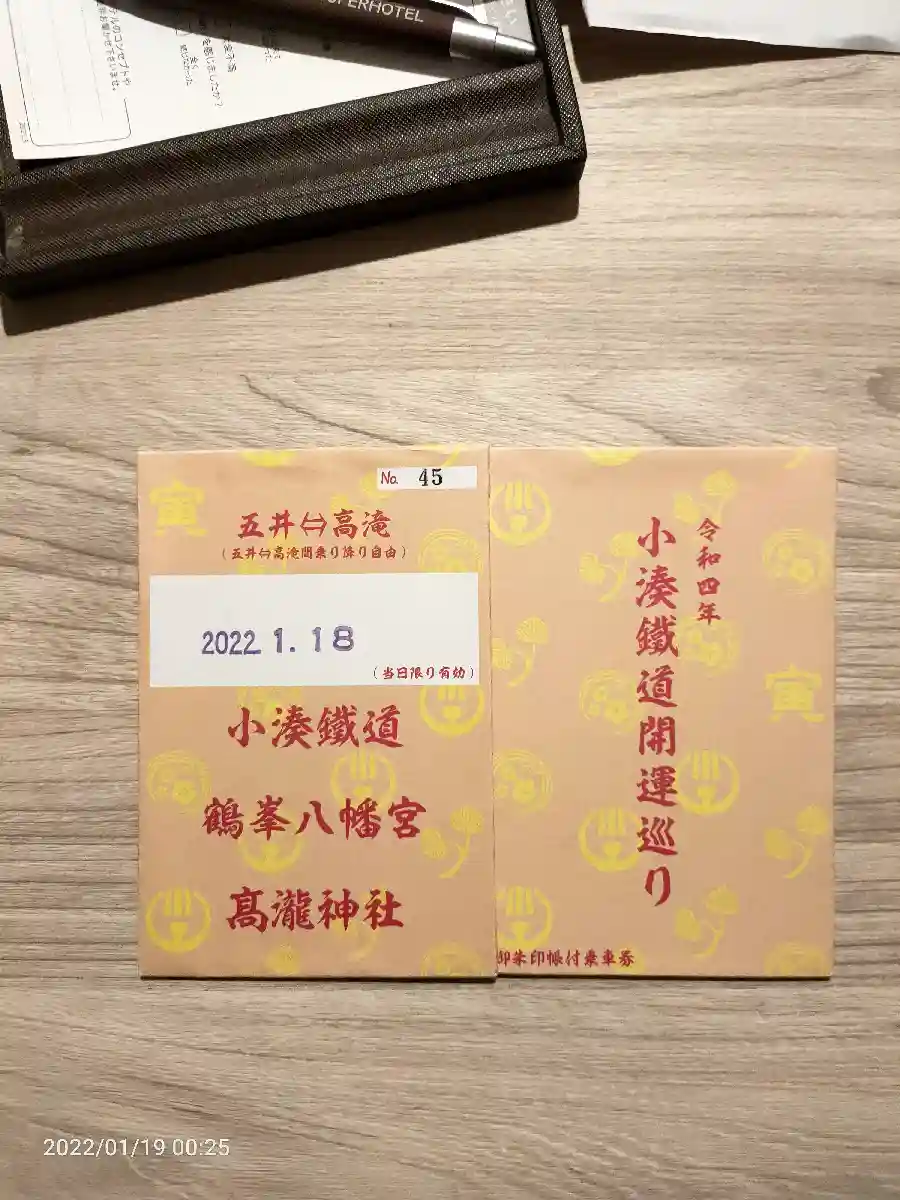 SUPERHOTEL
No. 45
五井⇔高滝
(五井⇔高滝間乗り降り自由)
2022 1.18
(当日限り有効)
小湊鐵道
鶴峯八幡宮
高瀧神社
令和四年
小湊鐵道開運巡り
御朱印帳付乗車券
寅
寅
2022/01/19 00:25